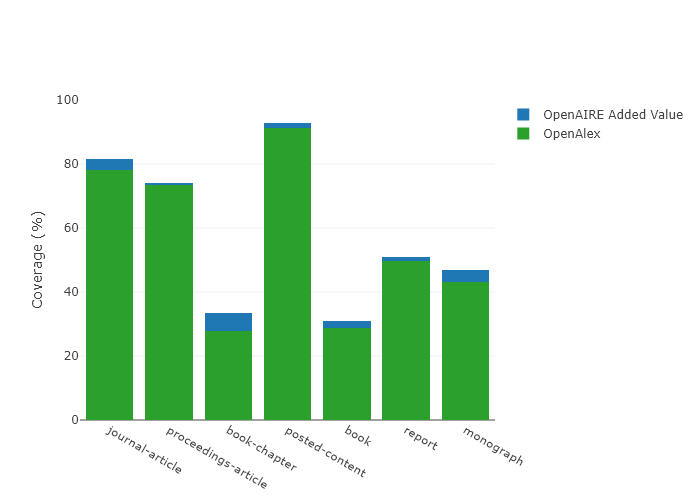 100
80
60
40
20
0
Coverage (%)
journal-article
proceedings-article
book-chapter
posted-content
book
report
monograph
OpenAIRE Added Value
OpenAlex